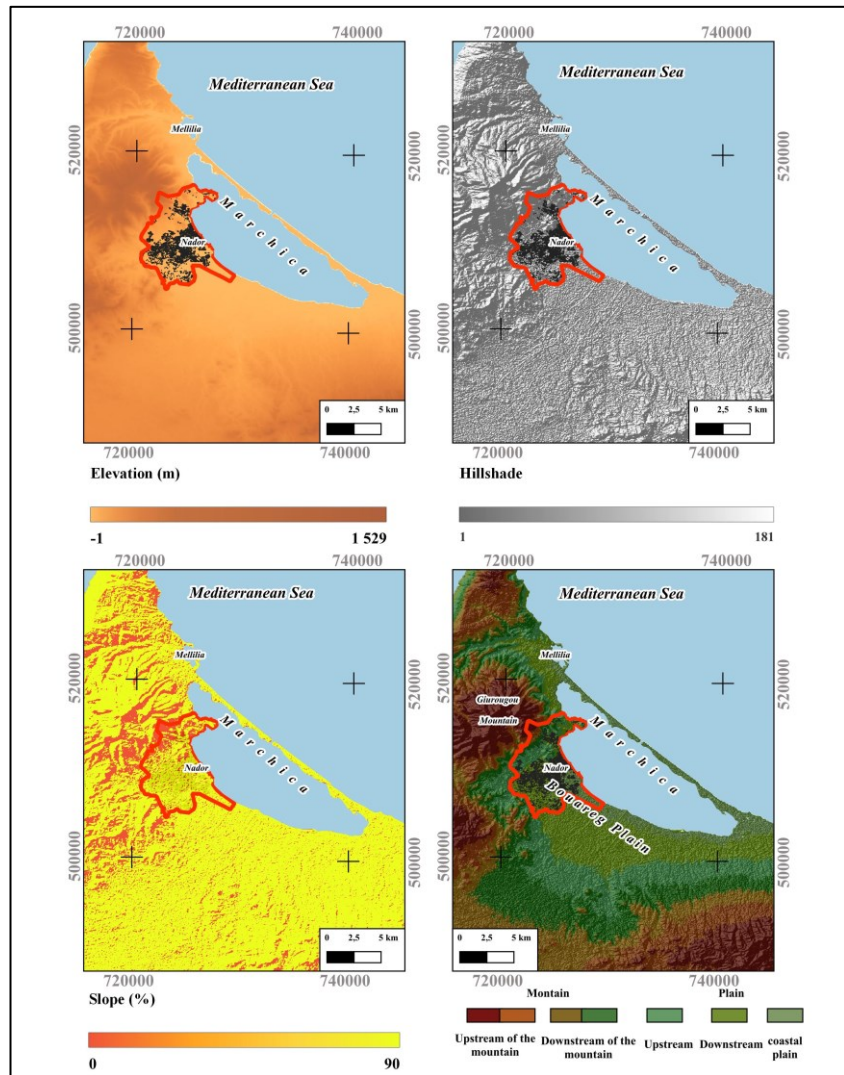 720000 740000
720000 740000
Mediterranean Sea
Mediterranean Sea
Mellilia
Mellilia
520000
520000
520000
520000
Marchica
Marchica
Nador
Nador
500000
500000
500000
500000
0 2,5 5 km
0 2,5 5 km
720000 740000
720000 740000
Elevation (m)
Hillshade
-1 1 529
1 181
720000 740000
720000 740000
Mediterranean Sea
Mediterranean Sea
Mellilia
Mellilia
520000
520000
520000
520000
Giurougou
Mountain
Marchica
Marchica
Nador
Nador
Bouareg Plain
500000
500000
500000
500000
0 2,5 5 km
0 2,5 5 km
720000 740000
720000 740000
Slope (%)
0 90
Montain Plain
Upstream of the
mountain
Downstream of the
mountain
Upstream
Downstream
coastal
plain